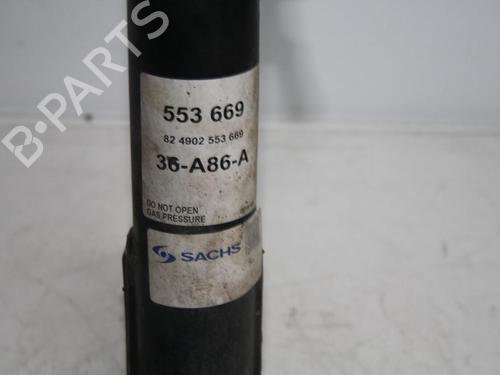 B-PARTS
553 669
82 4902 553 669
36-A86-A
DO NOT OPEN
GAS PRESSURE
SACHS